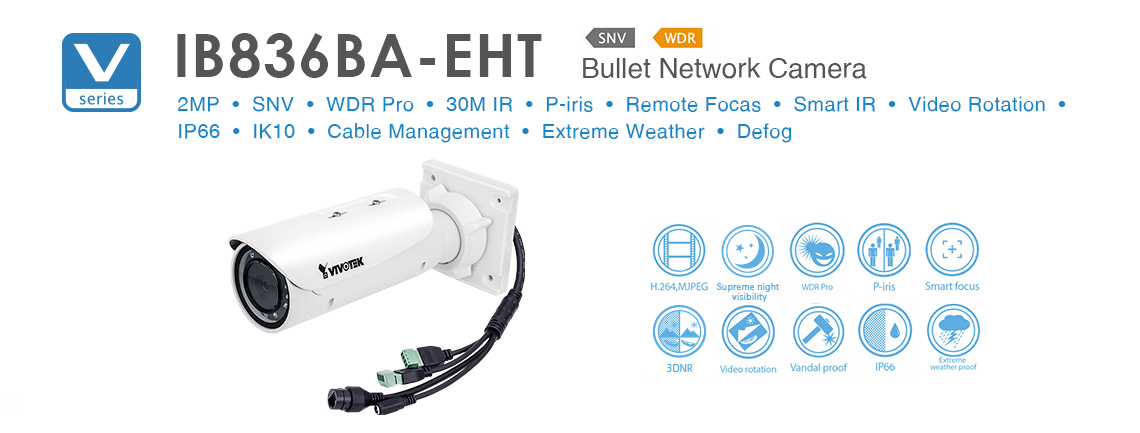 V
series
IB836BA-EHT
SNV
WDR
Bullet Network Camera
2MP • SNV • WDR Pro • 30M IR • P-iris • Remote Focas • Smart IR • Video Rotation •
IP66 • IK10 • Cable Management • Extreme Weather • Defog
VIVOTEK
H.264,MJPEG
Supreme night
visibility
WDR Pro
P-iris
Smart focus
3DNR
Video rotation
Vandal proof
IP66
Extreme
weather proof